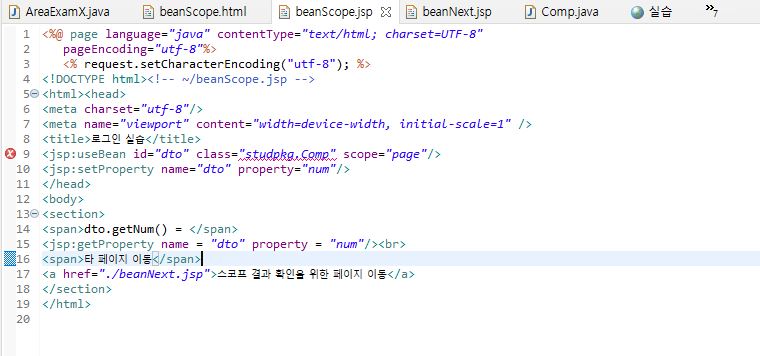 AreaExamX.java beanScope.html beanScope.jsp beanNext.jsp Comp.java 실습 »7
1 <%@ page language="java" contentType="text/html; charset=UTF-8"
2 pageEncoding="utf-8"%>
3 <% request.setCharacterEncoding("utf-8"); %>
4 <!DOCTYPE html><!-- ~/beanScope.jsp -->
5 <html><head>
6 <meta charset="utf-8"/>
7 <meta name="viewport" content="width=device-width, initial-scale=1" />
8 <title>로그인 실습</title>
9 <jsp:useBean id="dto" class="studpkg.Comp" scope="page"/>
10 <jsp:setProperty name="dto" property="num"/>
11 </head>
12 <body>
13 <section>
14 <span>dto.getNum() = </span>
15 <jsp:getProperty name = "dto" property = "num"/><br>
16 <span>타 페이지 이동</span>
17 <a href="./beanNext.jsp">스코프 결과 확인을 위한 페이지 이동</a>
18 </section>
19 </html>
20